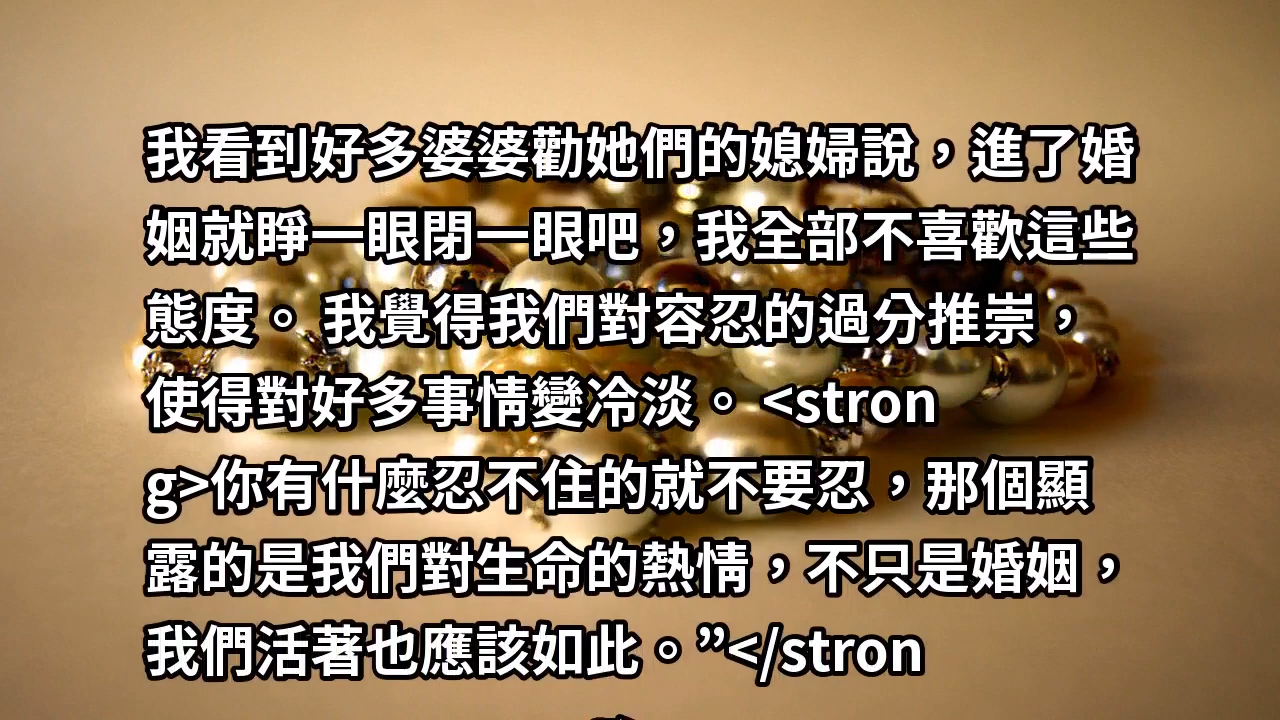 我看到好多婆婆勸她們的媳婦說，進了婚
姻就睜一眼閉一眼吧，我全部不喜歡這些
態度。 我覺得我們對容忍的過分推崇，
使得對好多事情變冷淡。 <stron
g>你有什麼忍不住的就不要忍，那個顯
露的是我們對生命的熱情，不只是婚姻，
我們活著也應該如此。”</stron